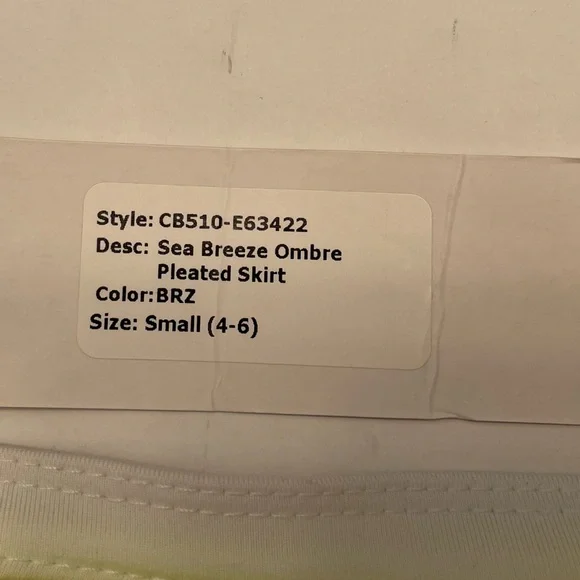 Style: CB510-E63422
Desc: Sea Breeze Ombre
Pleated Skirt
Color:BRZ
Size: Small (4-6)